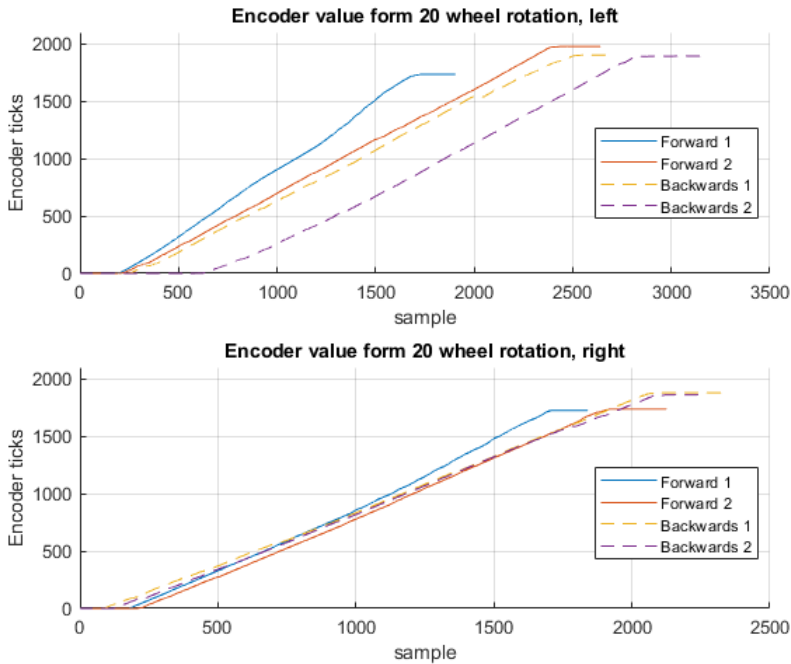 Encoder value form 20 wheel rotation, left
2000
1500
1000
500
0
Encoder ticks
Forward 1
Forward 2
Backwards 1
Backwards 2
0 500 1000 1500 2000 2500 3000 3500
sample
Encoder value form 20 wheel rotation, right
2000
1500
1000
500
0
Encoder ticks
Forward 1
Forward 2
Backwards 1
Backwards 2
0 500 1000 1500 2000 2500
sample